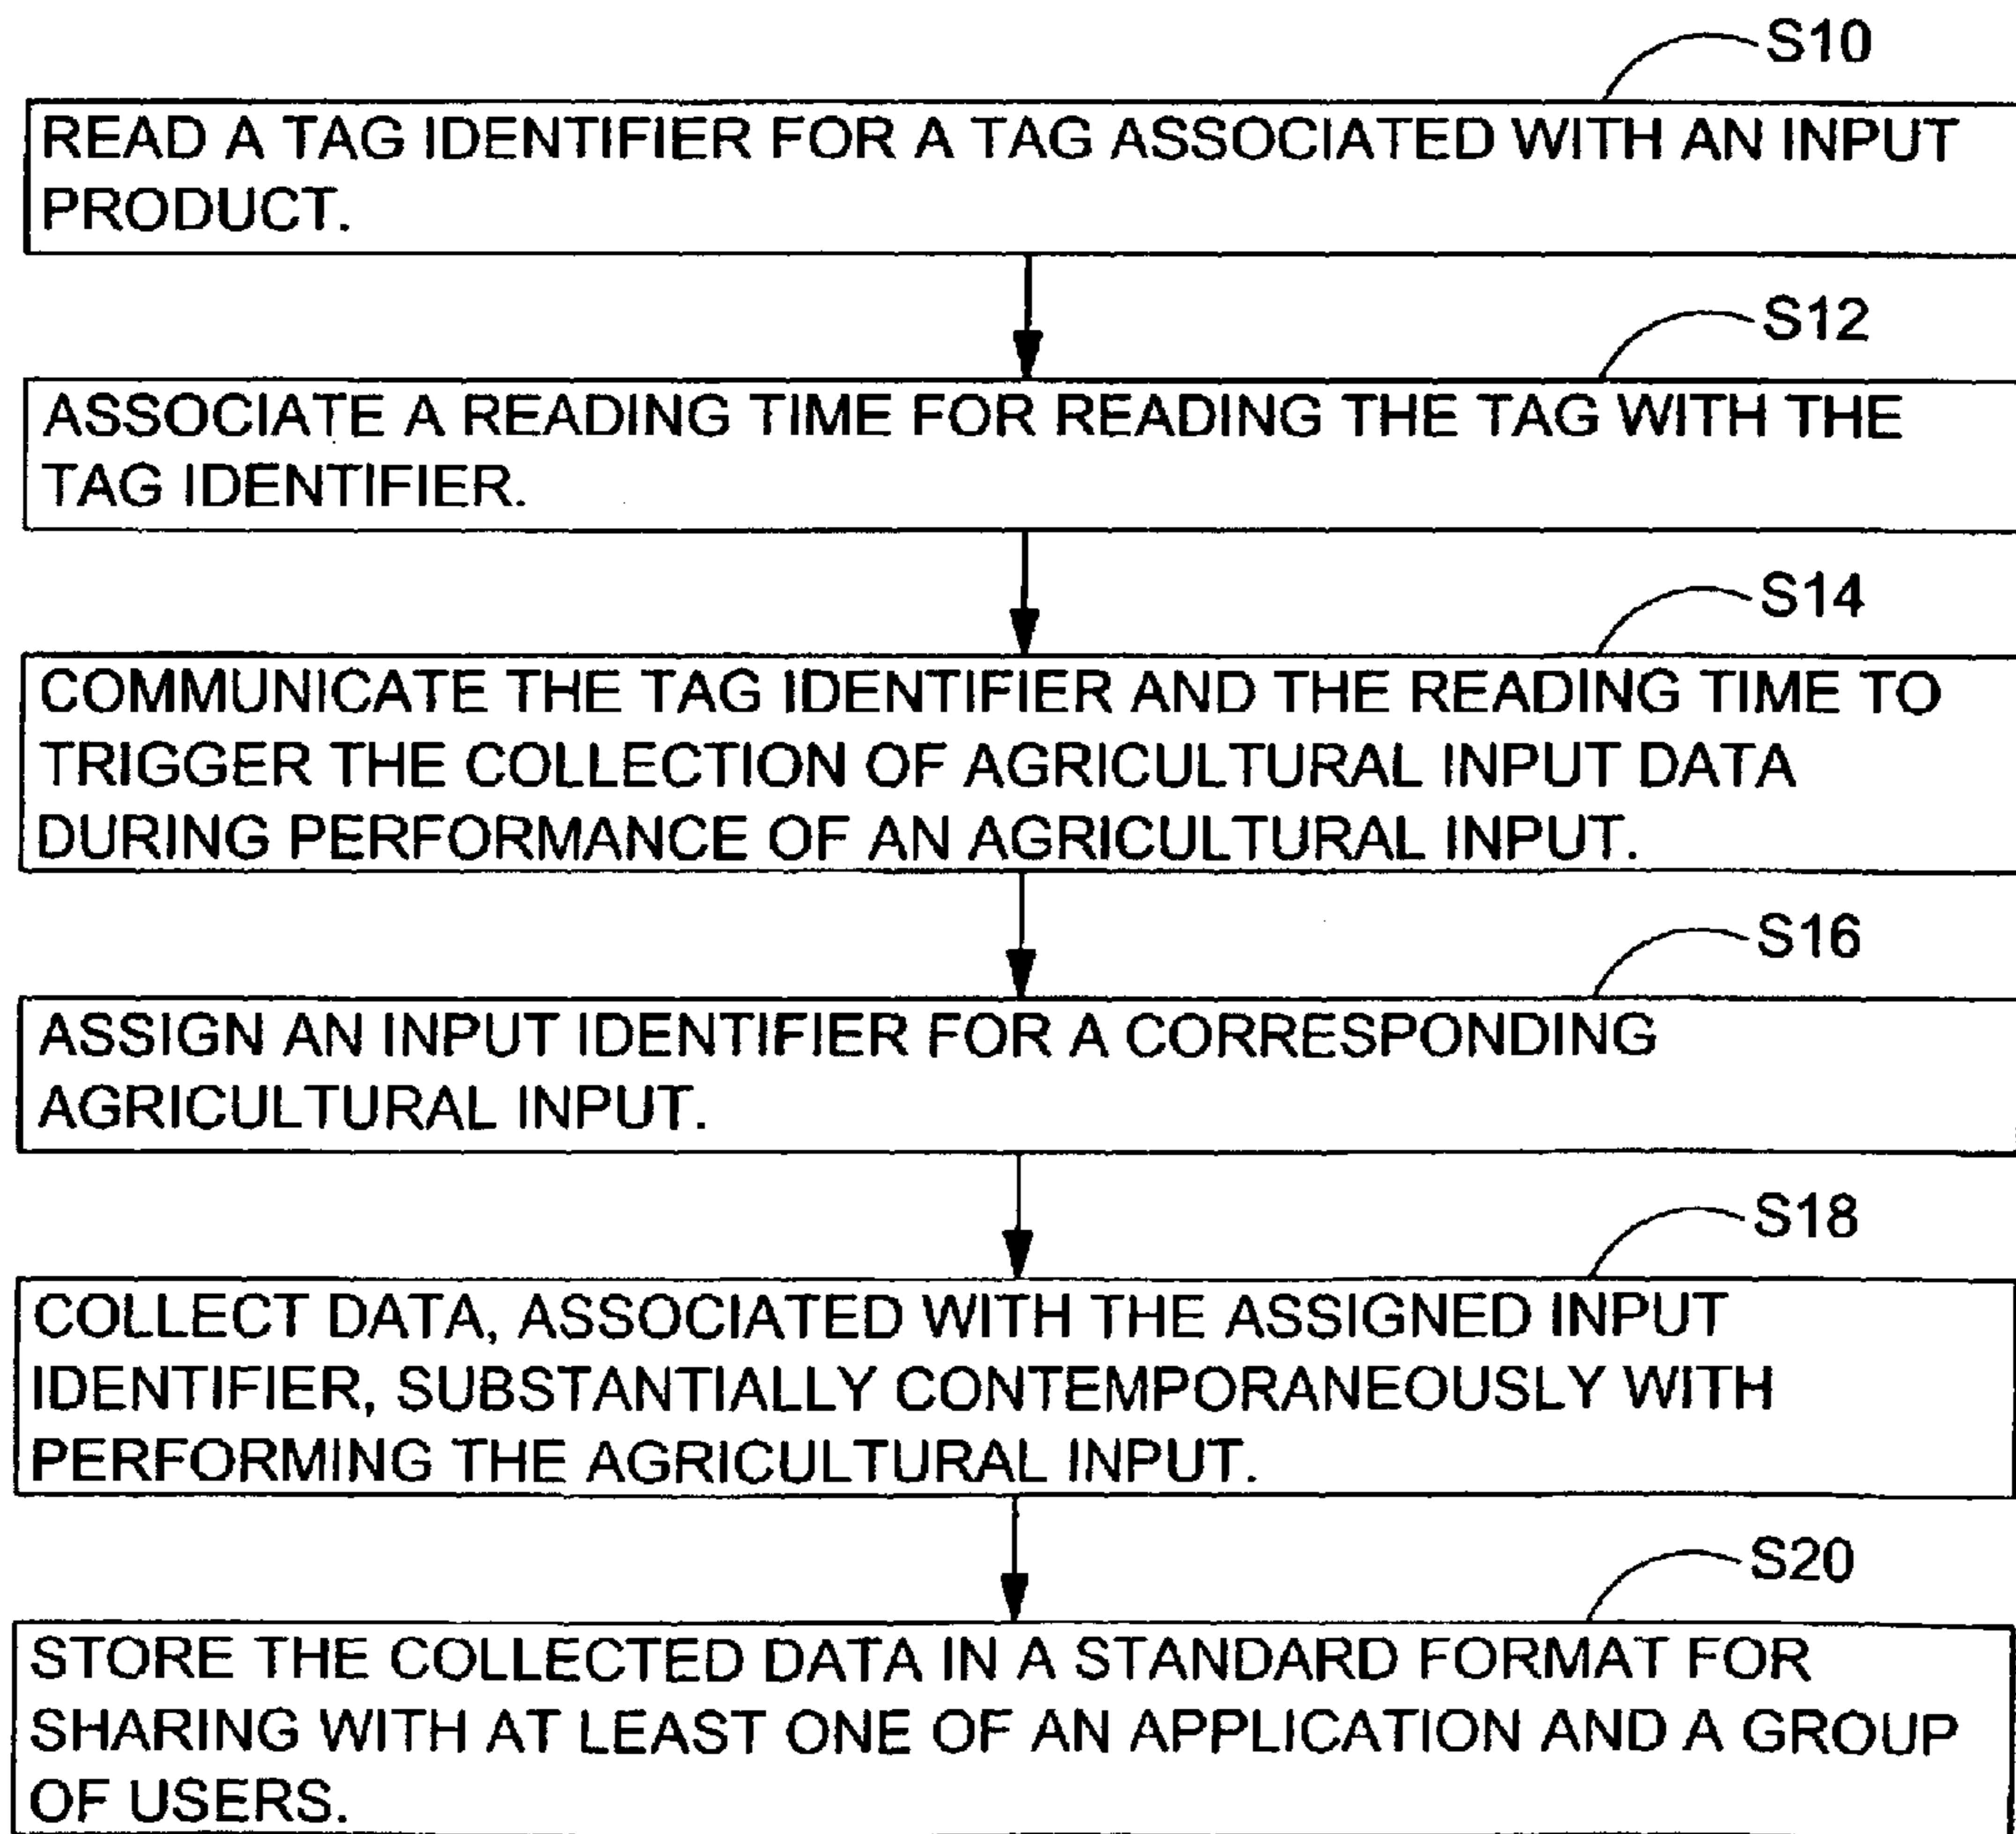 S10
READ A TAG IDENTIFIER FOR A TAG ASSOCIATED WITH AN INPUT
PRODUCT.
S12
ASSOCIATE A READING TIME FOR READING THE TAG WITH THE
TAG IDENTIFIER.
S14
COMMUNICATE THE TAG IDENTIFIER AND THE READING TIME TO
TRIGGER THE COLLECTION OF AGRICULTURAL INPUT DATA
DURING PERFORMANCE OF AN AGRICULTURAL INPUT.
S16
ASSIGN AN INPUT IDENTIFIER FOR A CORRESPONDING
AGRICULTURAL INPUT.
S18
COLLECT DATA, ASSOCIATED WITH THE ASSIGNED INPUT
IDENTIFIER, SUBSTANTIALLY CONTEMPORANEOUSLY WITH
PERFORMING THE AGRICULTURAL INPUT.
S20
STORE THE COLLECTED DATA IN A STANDARD FORMAT FOR
SHARING WITH AT LEAST ONE OF AN APPLICATION AND A GROUP
OF USERS.